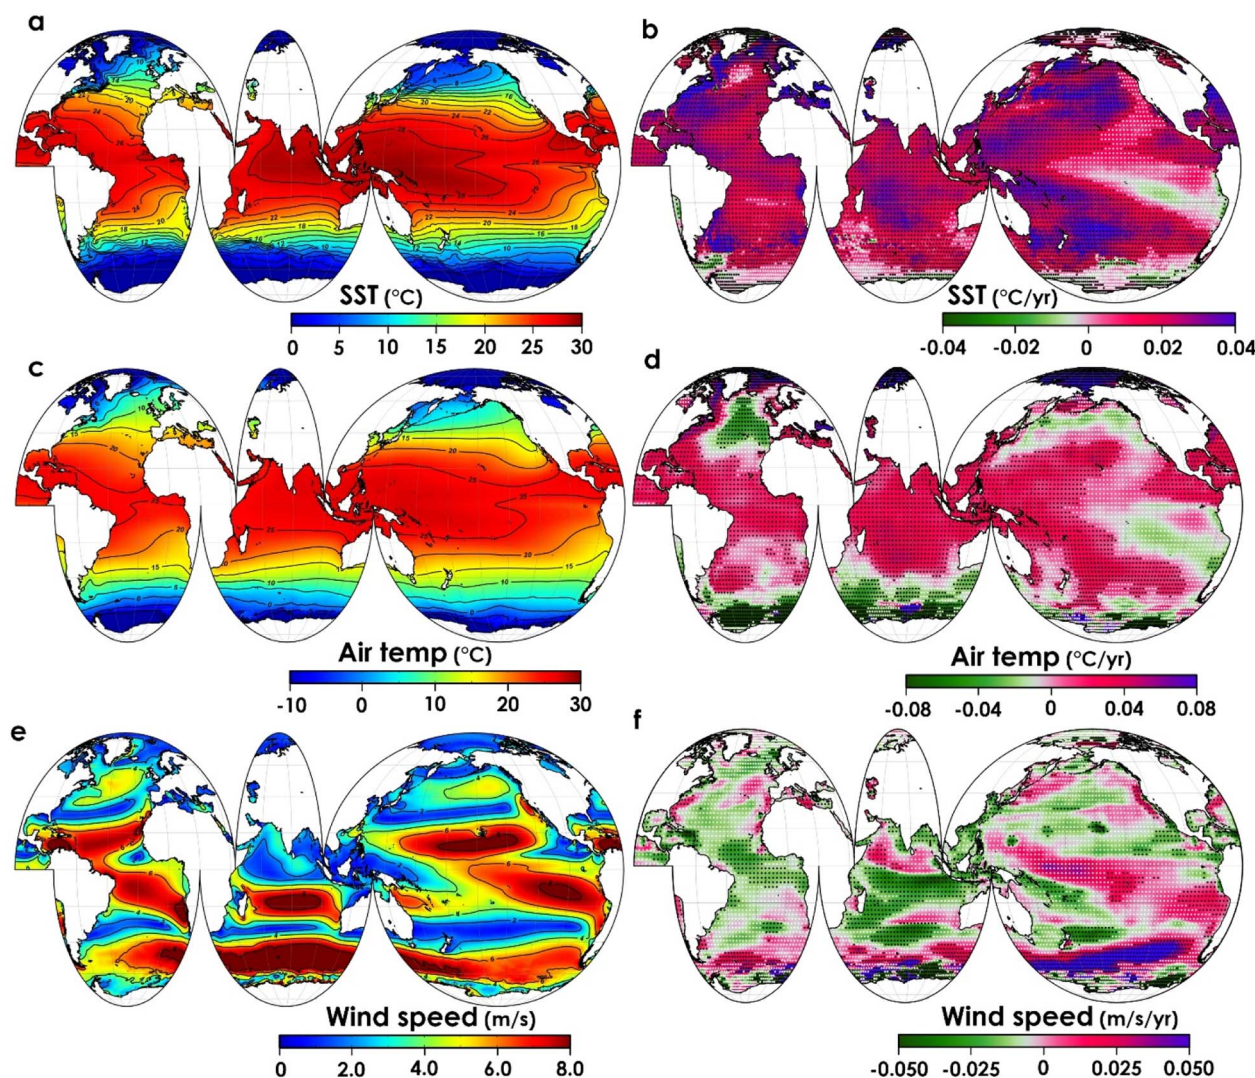 a
b
SST (°C)
0 5 10 15 20 25 30
SST (°C/yr)
-0.04 -0.02 0 0.02 0.04
c
d
Air temp (°C)
-10 0 10 20 30
Air temp (°C/yr)
-0.08 -0.04 0 0.04 0.08
e
f
Wind speed (m/s)
0 2.0 4.0 6.0 8.0
Wind speed (m/s/yr)
-0.050 -0.025 0 0.025 0.050